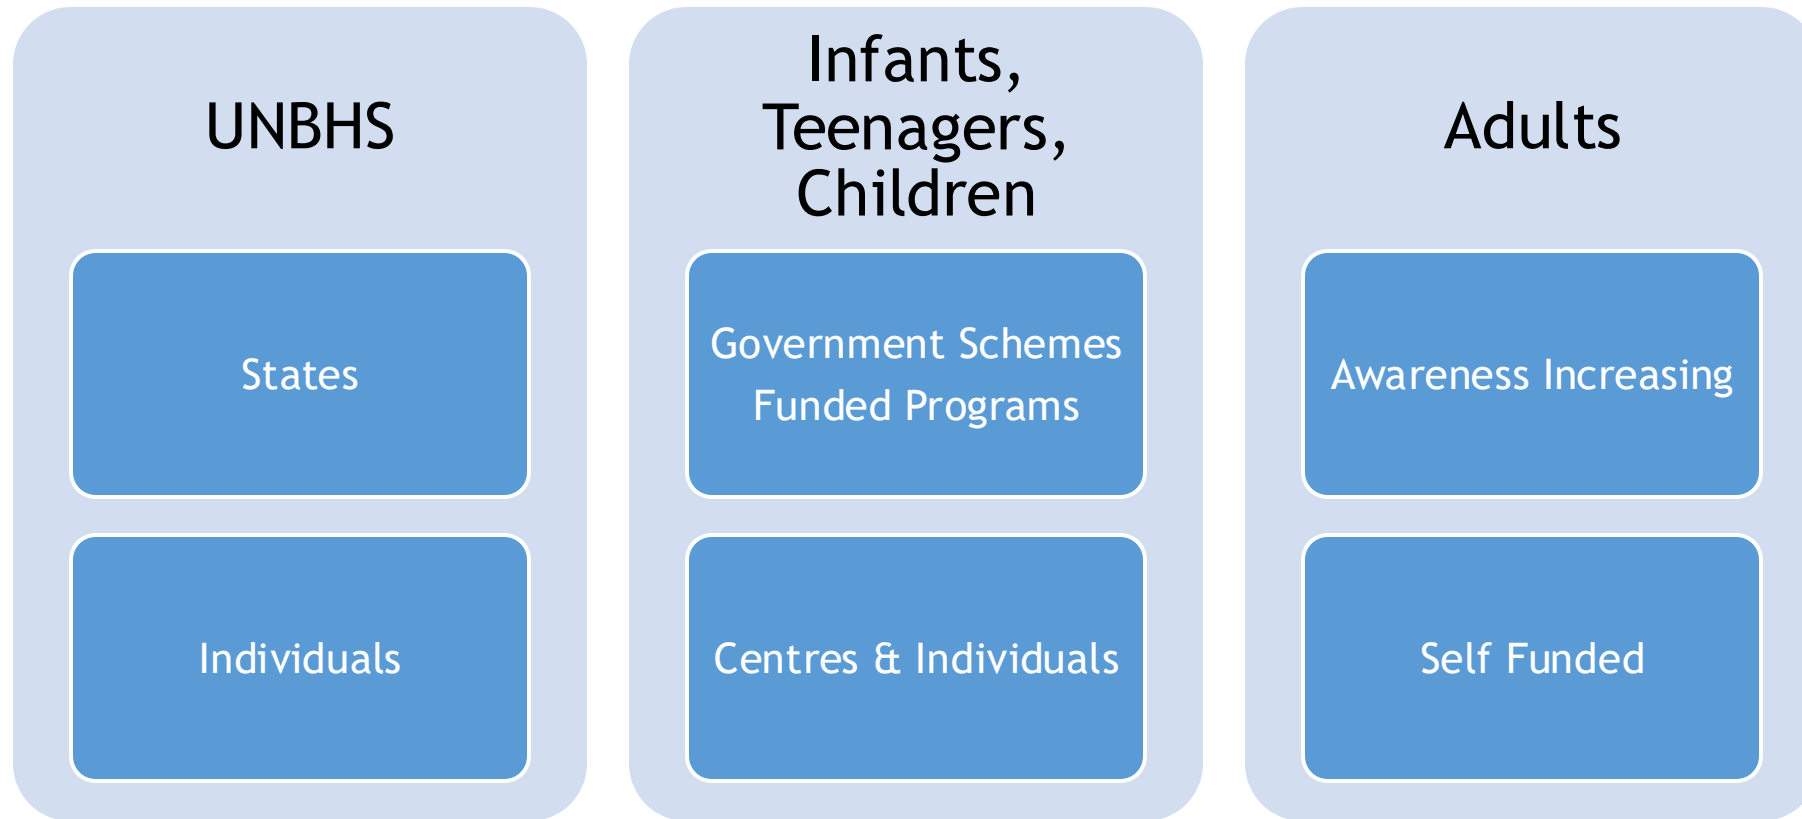 UNBHS
States
Individuals
Infants,
Teenagers,
Children
Government Schemes
Funded Programs
Centres & Individuals
Adults
Awareness Increasing
Self Funded